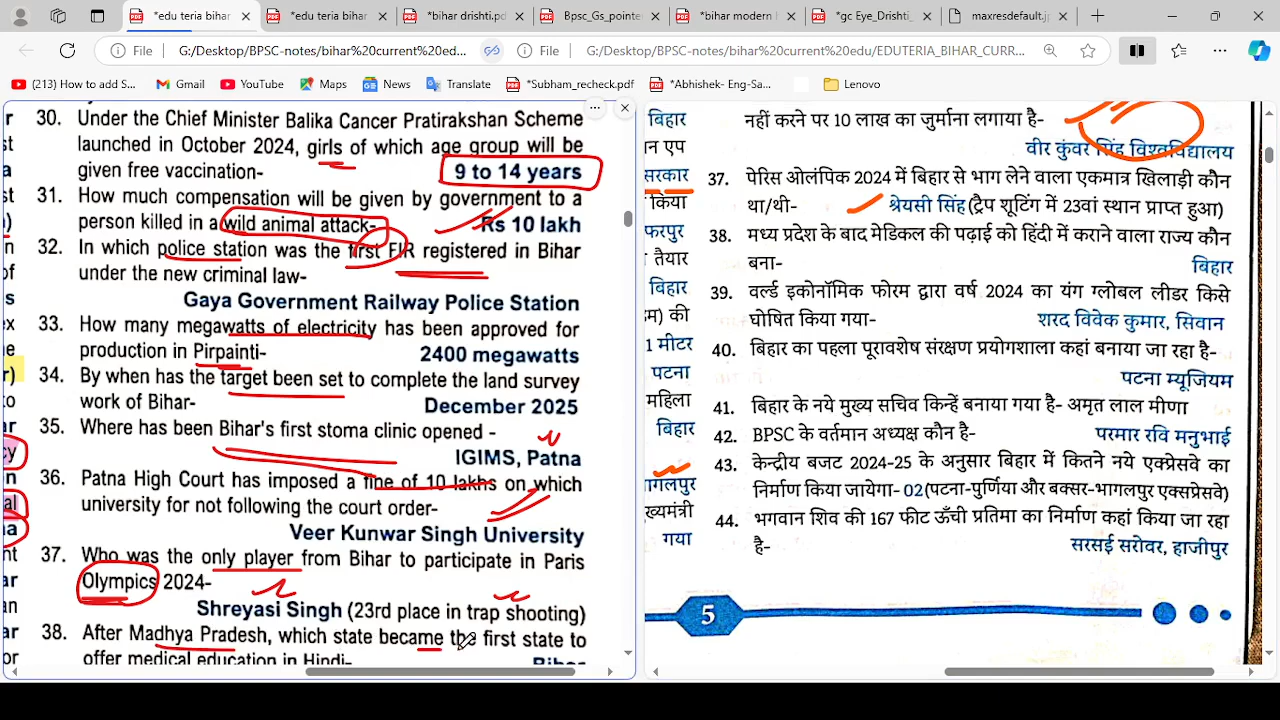 *edu teria bihar
*edu teria bihar
*bihar drishti.pd
Bpsc_Gs_pointe
*bihar modern
*gc Eye_Drishti_
maxresdefault.jp
File
G:/Desktop/BPSC-notes/bihar%20current%20ed...
File
G:/Desktop/BPSC-notes/bihar%20current%20edu/EDUTERIA_BIHAR_CURR...
(213) How to add S...
Gmail
YouTube
Maps
News
Translate
*Subham_recheck.pdf
*Abhishek- Eng-Sa...
Lenovo
30. Under the Chief Minister Balika Cancer Pratirakshan Scheme
launched in October 2024, girls of which age group will be
given free vaccination- 9 to 14 years
31. How much compensation will be given by government to a
person killed in a wild animal attack- Rs 10 lakh
32. In which police station was the first FIR registered in Bihar
under the new criminal law-
Gaya Government Railway Police Station
33. How many megawatts of electricity has been approved for
production in Pirpainti- 2400 megawatts
34. By when has the target been set to complete the land survey
work of Bihar- December 2025
35. Where has been Bihar's first stoma clinic opened -
IGIMS, Patna
36. Patna High Court has imposed a fine of 10 lakhs on which
university for not following the court order-
Veer Kunwar Singh University
37. Who was the only player from Bihar to participate in Paris
Olympics 2024-
Shreyasi Singh (23rd place in trap shooting)
38. After Madhya Pradesh, which state became the first state to
offer medical education in Hindi- Bihar
बिहार
न एप
सरकार
किया
फरपुर
तैयार
बिहार
म) की
1 मीटर
पटना
महिला
बिहार
ागलपुर
ख्यमंत्री
गया
नहीं करने पर 10 लाख का जुर्माना लगाया है-
वीर कुंवर सिंह विश्वविद्यालय
37. पेरिस ओलंपिक 2024 में बिहार से भाग लेने वाला एकमात्र खिलाड़ी कौन
था/थी- श्रेयसी सिंह (ट्रैप शूटिंग में 23वां स्थान प्राप्त हुआ)
38. मध्य प्रदेश के बाद मेडिकल की पढ़ाई को हिंदी में कराने वाला राज्य कौन
बना- बिहार
39. वर्ल्ड इकोनॉमिक फोरम द्वारा वर्ष 2024 का यंग ग्लोबल लीडर किसे
घोषित किया गया- शरद विवेक कुमार, सिवान
40. बिहार का पहला पूरावशेष संरक्षण प्रयोगशाला कहां बनाया जा रहा है-
पटना म्यूजियम
41. बिहार के नये मुख्य सचिव किन्हें बनाया गया है- अमृत लाल मीणा
42. BPSC के वर्तमान अध्यक्ष कौन है- परमार रवि मनुभाई
43. केन्द्रीय बजट 2024-25 के अनुसार बिहार में कितने नये एक्प्रेसवे का
निर्माण किया जायेगा- 02 (पटना-पुर्णिया और बक्सर-भागलपुर एक्सप्रेसवे)
44. भगवान शिव की 167 फीट ऊँची प्रतिमा का निर्माण कहां किया जा रहा
है- सरसई सरोवर, हाजीपुर
5